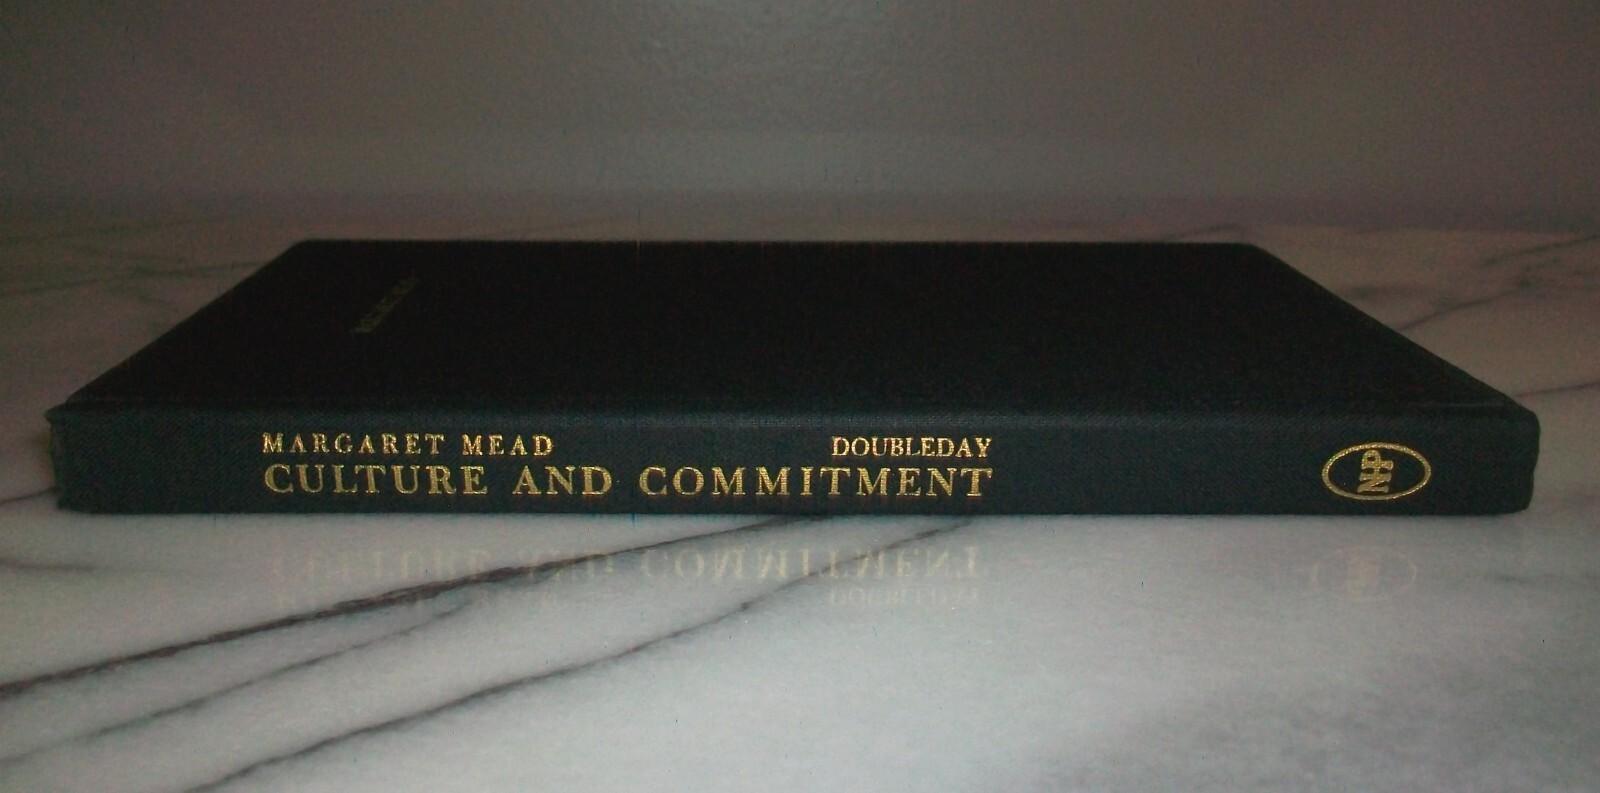 MARGARET MEAD DOUBLEDAY
CULTURE AND COMMITMENT
NHP